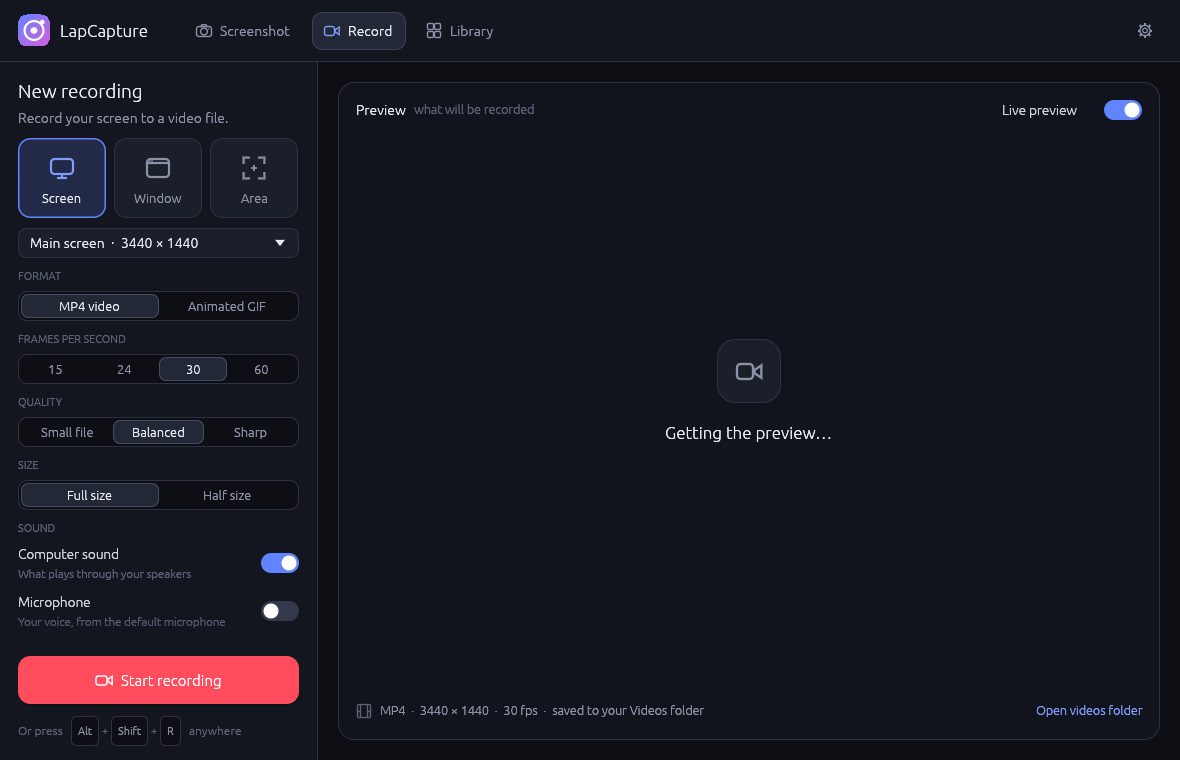 LapCapture
Screenshot
Record
Library
New recording
Record your screen to a video file.
Screen
Window
Area
Main screen · 3440 × 1440
FORMAT
MP4 video
Animated GIF
FRAMES PER SECOND
15
24
30
60
QUALITY
Small file
Balanced
Sharp
SIZE
Full size
Half size
SOUND
Computer sound
What plays through your speakers
Microphone
Your voice, from the default microphone
Start recording
Or press Alt + Shift + R anywhere
Preview what will be recorded
Live preview
Getting the preview…
MP4 · 3440 × 1440 · 30 fps · saved to your Videos folder
Open videos folder